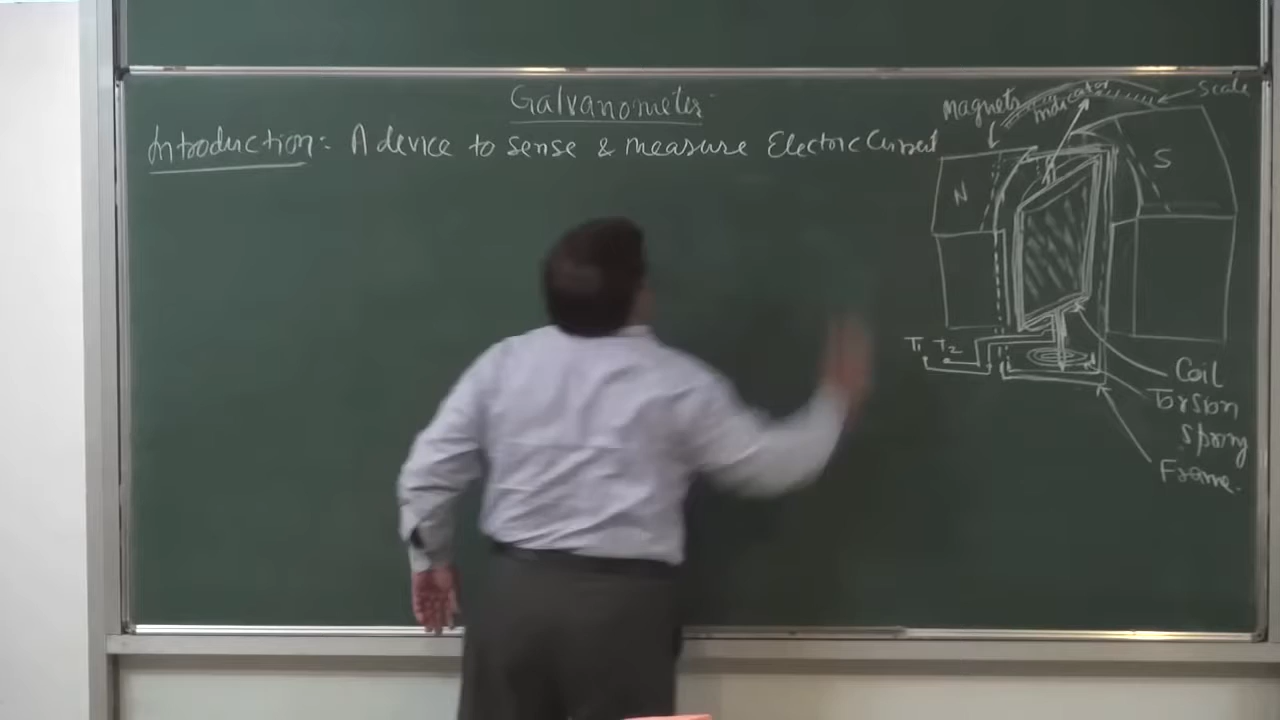 Galvanometer
Introduction:- A device to sense & measure Electric Current
Magnets
Indicator
Scale
N
S
T1 T2
Coil
Torsion
Spring
Frame.